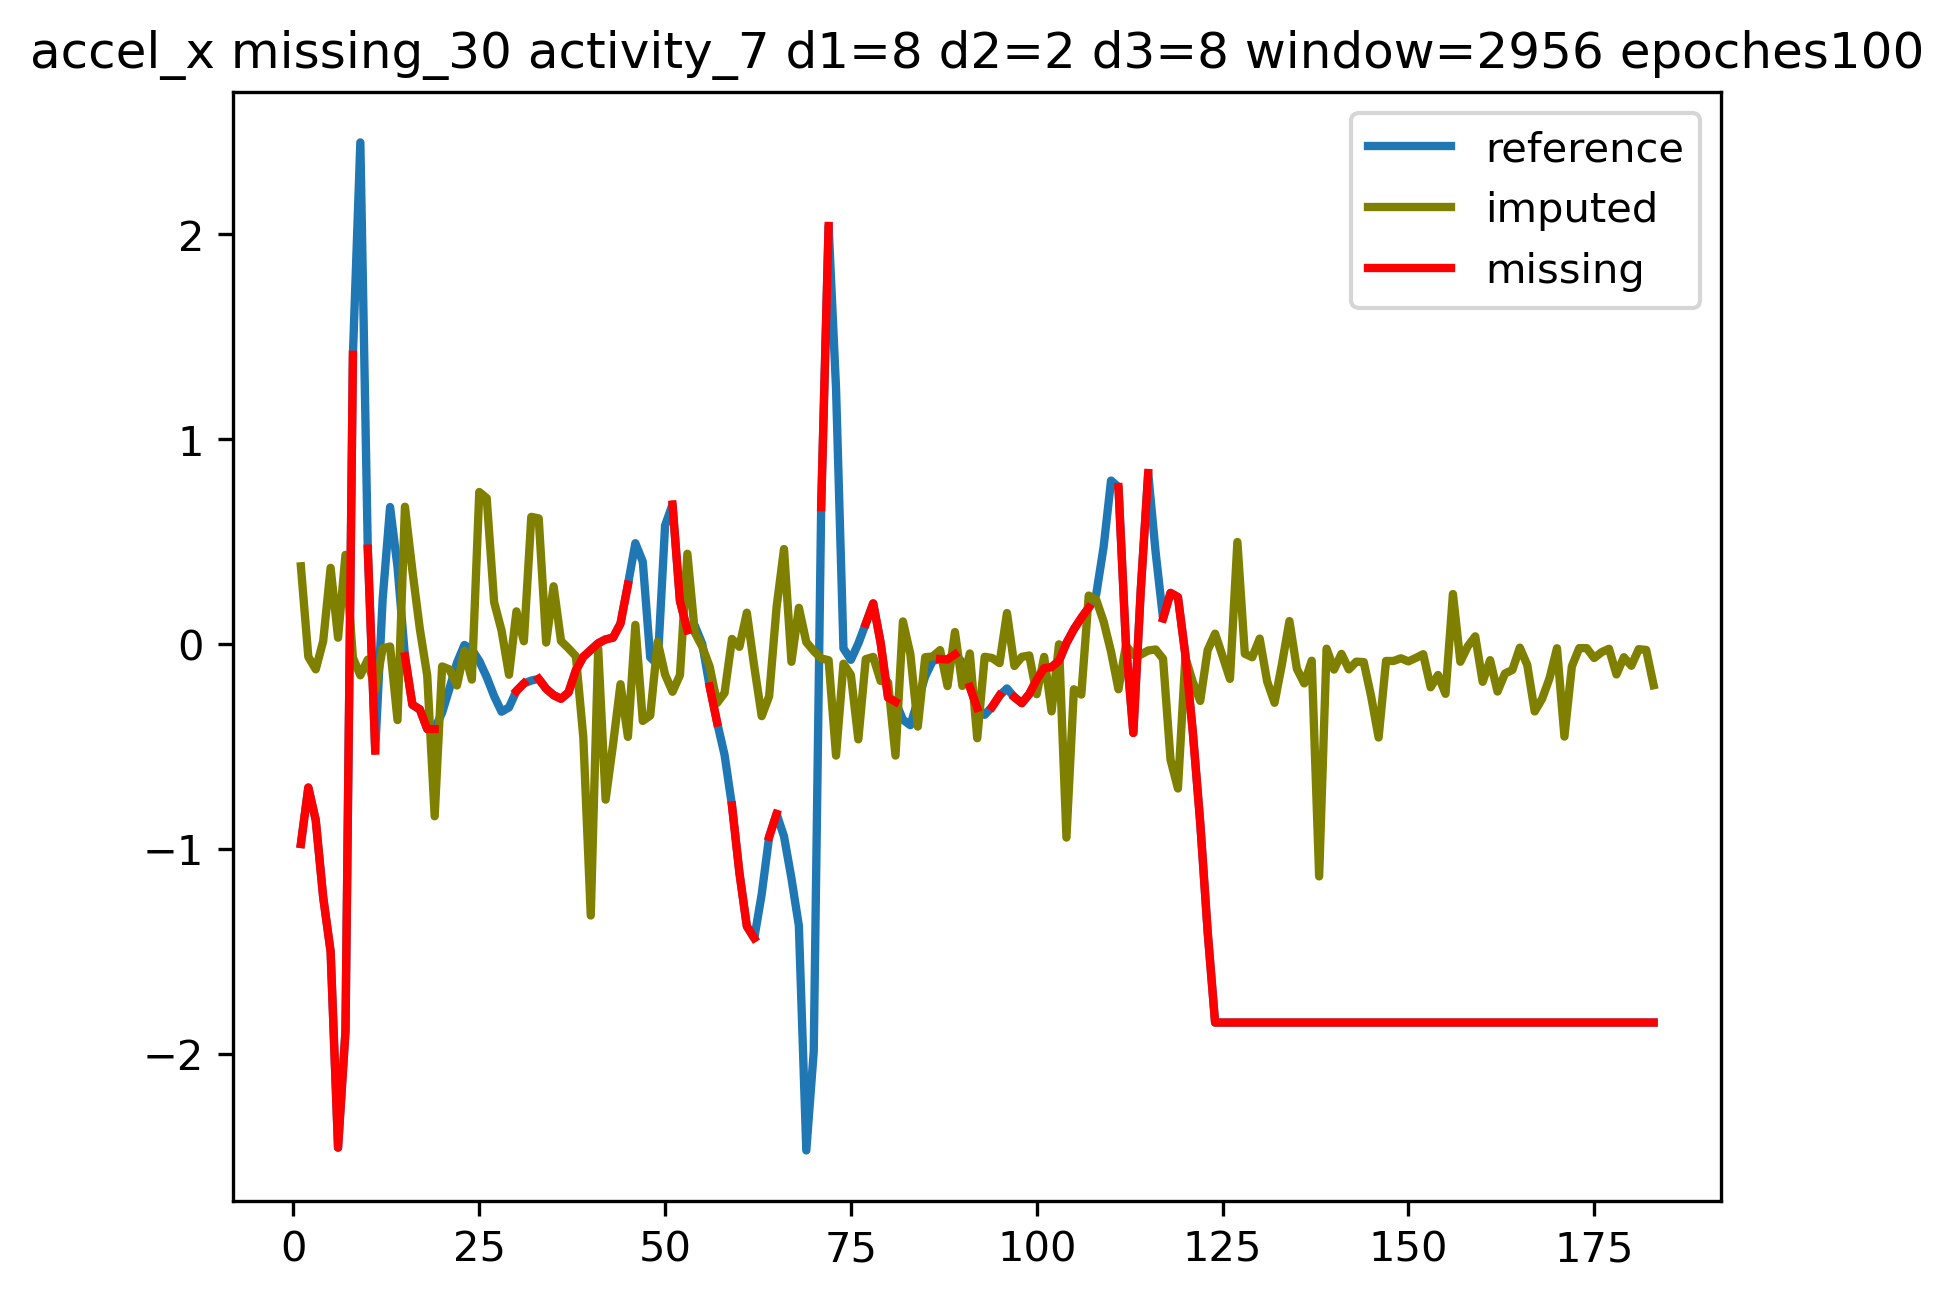 accel_x missing_30 activity_7 d1=8 d2=2 d3=8 window=2956 epoches100
reference
imputed
missing
2
1
0
−1
−2
0 25 50 75 100 125 150 175